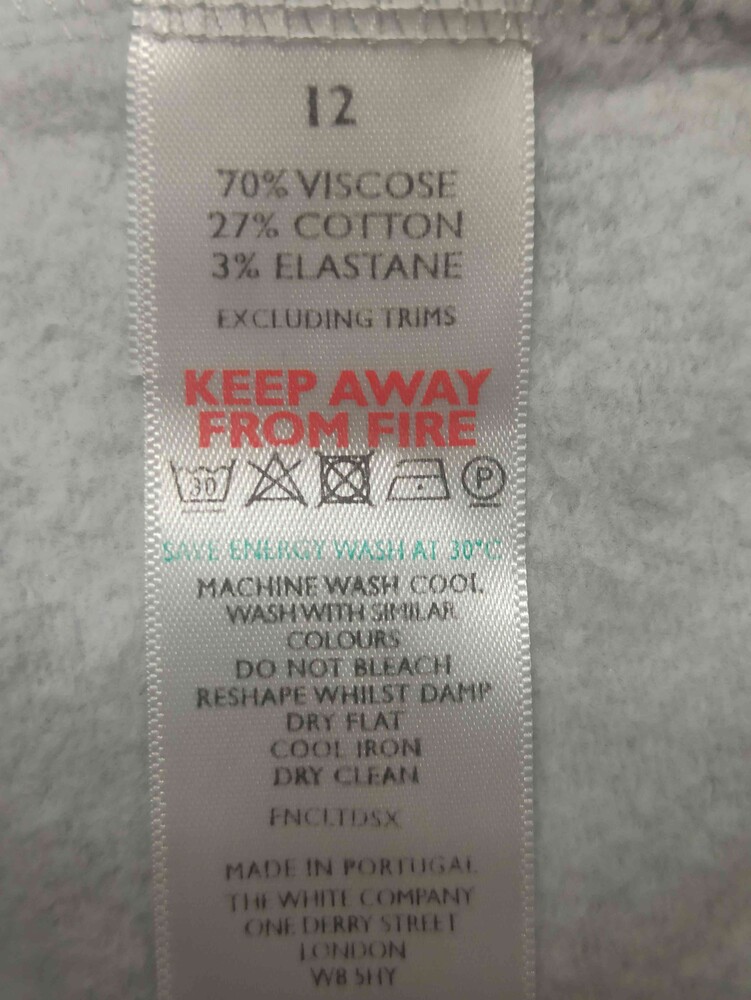 12
70% VISCOSE
27% COTTON
3% ELASTANE
EXCLUDING TRIMS
KEEP AWAY
FROM FIRE
30 P
SAVE ENERGY WASH AT 30°C
MACHINE WASH COOL
WASH WITH SIMILAR
COLOURS
DO NOT BLEACH
RESHAPE WHILST DAMP
DRY FLAT
COOL IRON
DRY CLEAN
FNCLTDSX
MADE IN PORTUGAL
THE WHITE COMPANY
ONE DERRY STREET
LONDON
W8 5HY